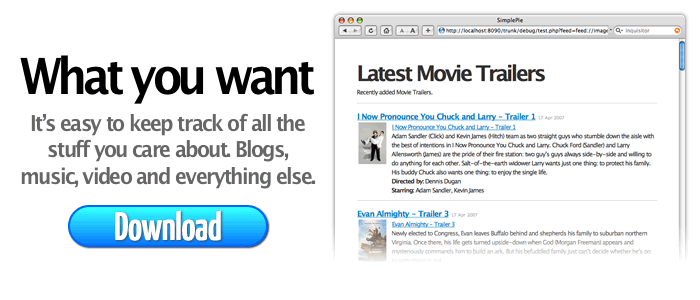 What you want
It's easy to keep track of all the
stuff you care about. Blogs,
music, video and everything else.
Download
SimplePie
A A
http://localhost:8090/trunk/debug/test.php?feed=feed://image
Inquisitor
Latest Movie Trailers
Recently added Movie Trailers.
I Now Pronounce You Chuck and Larry – Trailer 1 17 Apr 2007
I Now Pronounce You Chuck and Larry – Trailer 1
Adam Sandler (Click) and Kevin James (Hitch) team as two straight guys who stumble down the aisle with
the best of intentions in I Now Pronounce You Chuck and Larry. Chuck Ford (Sandler) and Larry
Allensworth (James) are the pride of their fire station: two guy's guys always side-by-side and willing to
do anything for each other. Salt-of-the-earth widower Larry wants just one thing: to protect his family.
His buddy Chuck also wants one thing: to enjoy the single life.
Directed by: Dennis Dugan
Starring: Adam Sandler, Kevin James
Evan Almighty – Trailer 3 17 Apr 2007
Evan Almighty – Trailer 3
Newly elected to Congress, Evan leaves Buffalo behind and shepherds his family to suburban northern
Virginia. Once there, his life gets turned upside-down when God (Morgan Freeman) appears and
mysteriously commands him to build an ark. But his befuddled family just can't decide whether he's